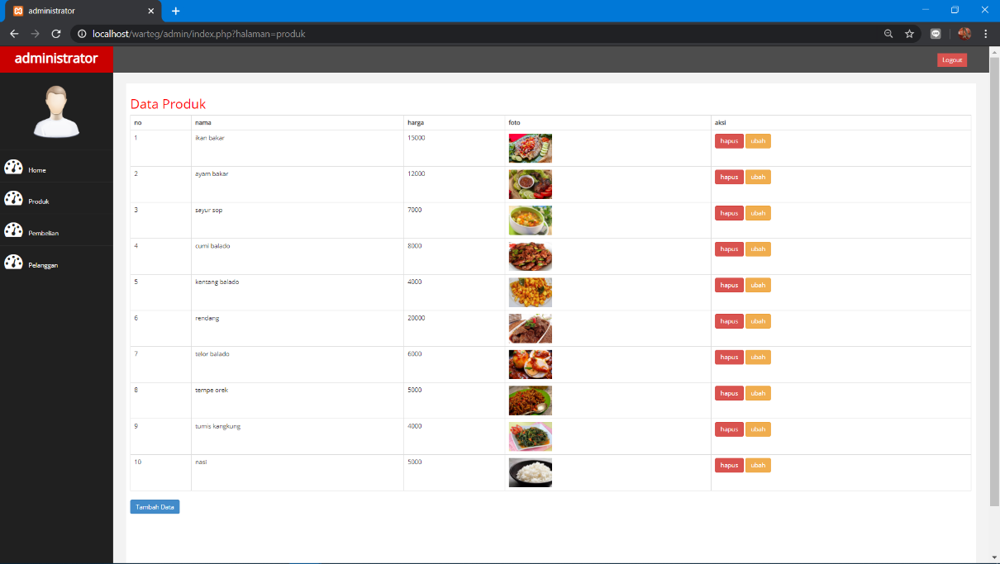 administrator
localhost/warteg/admin/index.php?halaman=produk
administrator
Logout
Home
Produk
Pembelian
Pelanggan
Data Produk
no nama harga foto aksi
1 ikan bakar 15000 hapus ubah
2 ayam bakar 12000 hapus ubah
3 sayur sop 7000 hapus ubah
4 cumi balado 8000 hapus ubah
5 kentang balado 4000 hapus ubah
6 rendang 20000 hapus ubah
7 telor balado 6000 hapus ubah
8 tempe orek 5000 hapus ubah
9 tumis kangkung 4000 hapus ubah
10 nasi 5000 hapus ubah
Tambah Data